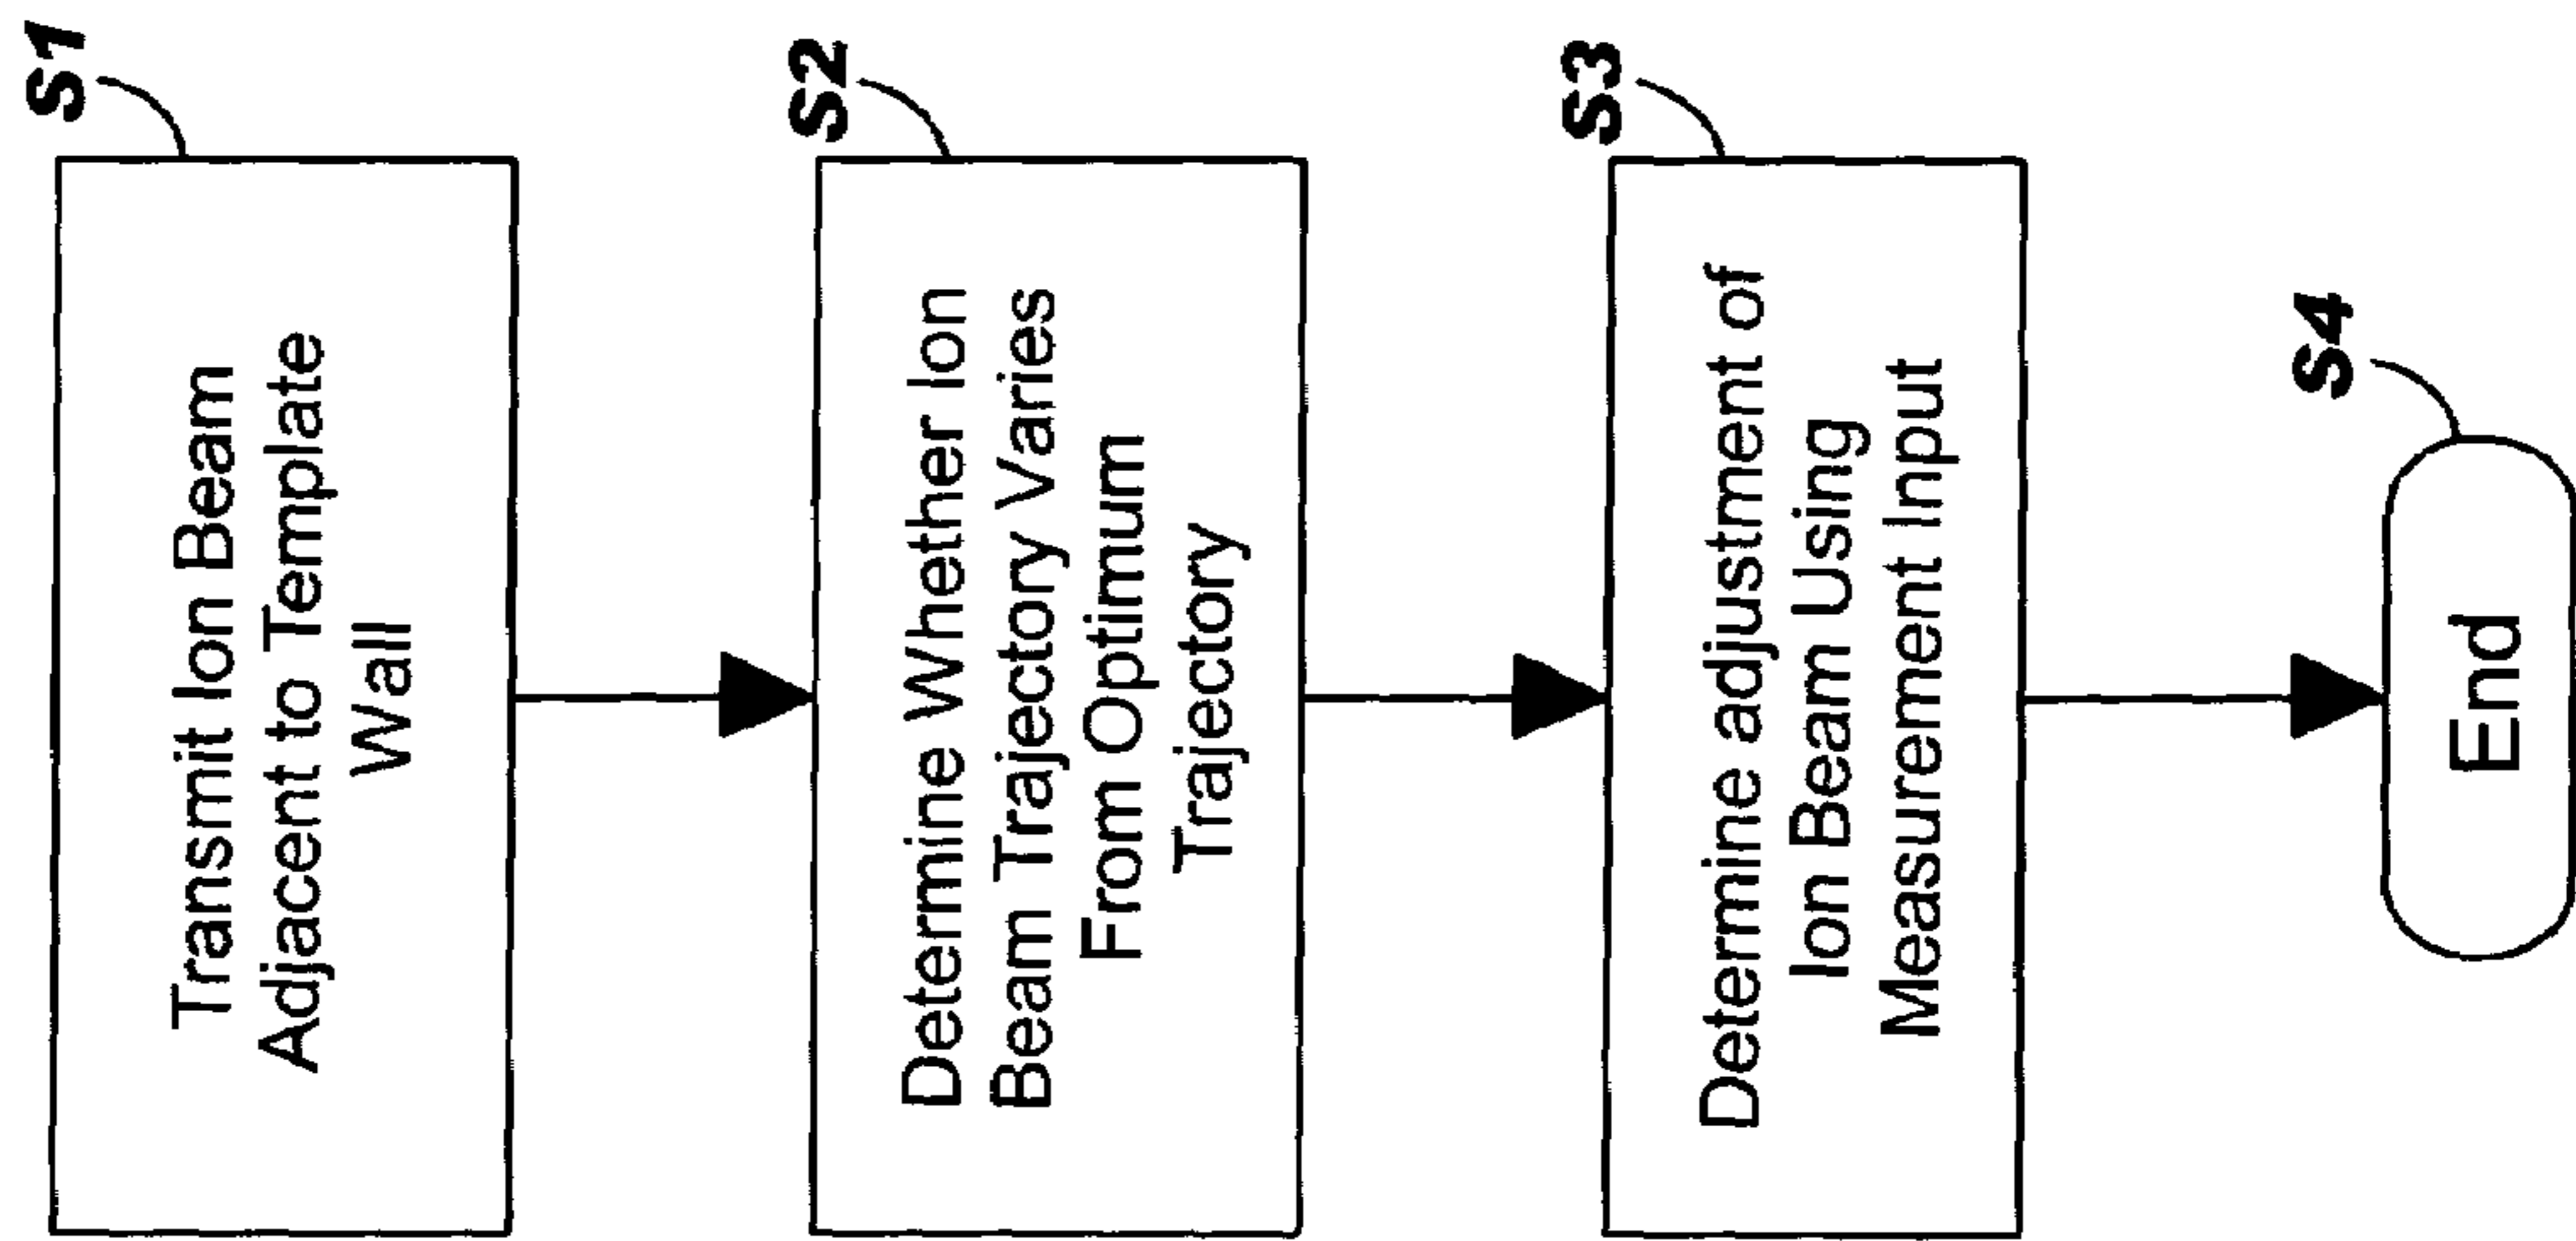 S1
Transmit Ion Beam
Adjacent to Template
Wall
S2
Determine Whether Ion
Beam Trajectory Varies
From Optimum
Trajectory
S3
Determine adjustment of
Ion Beam Using
Measurement Input
S4
End